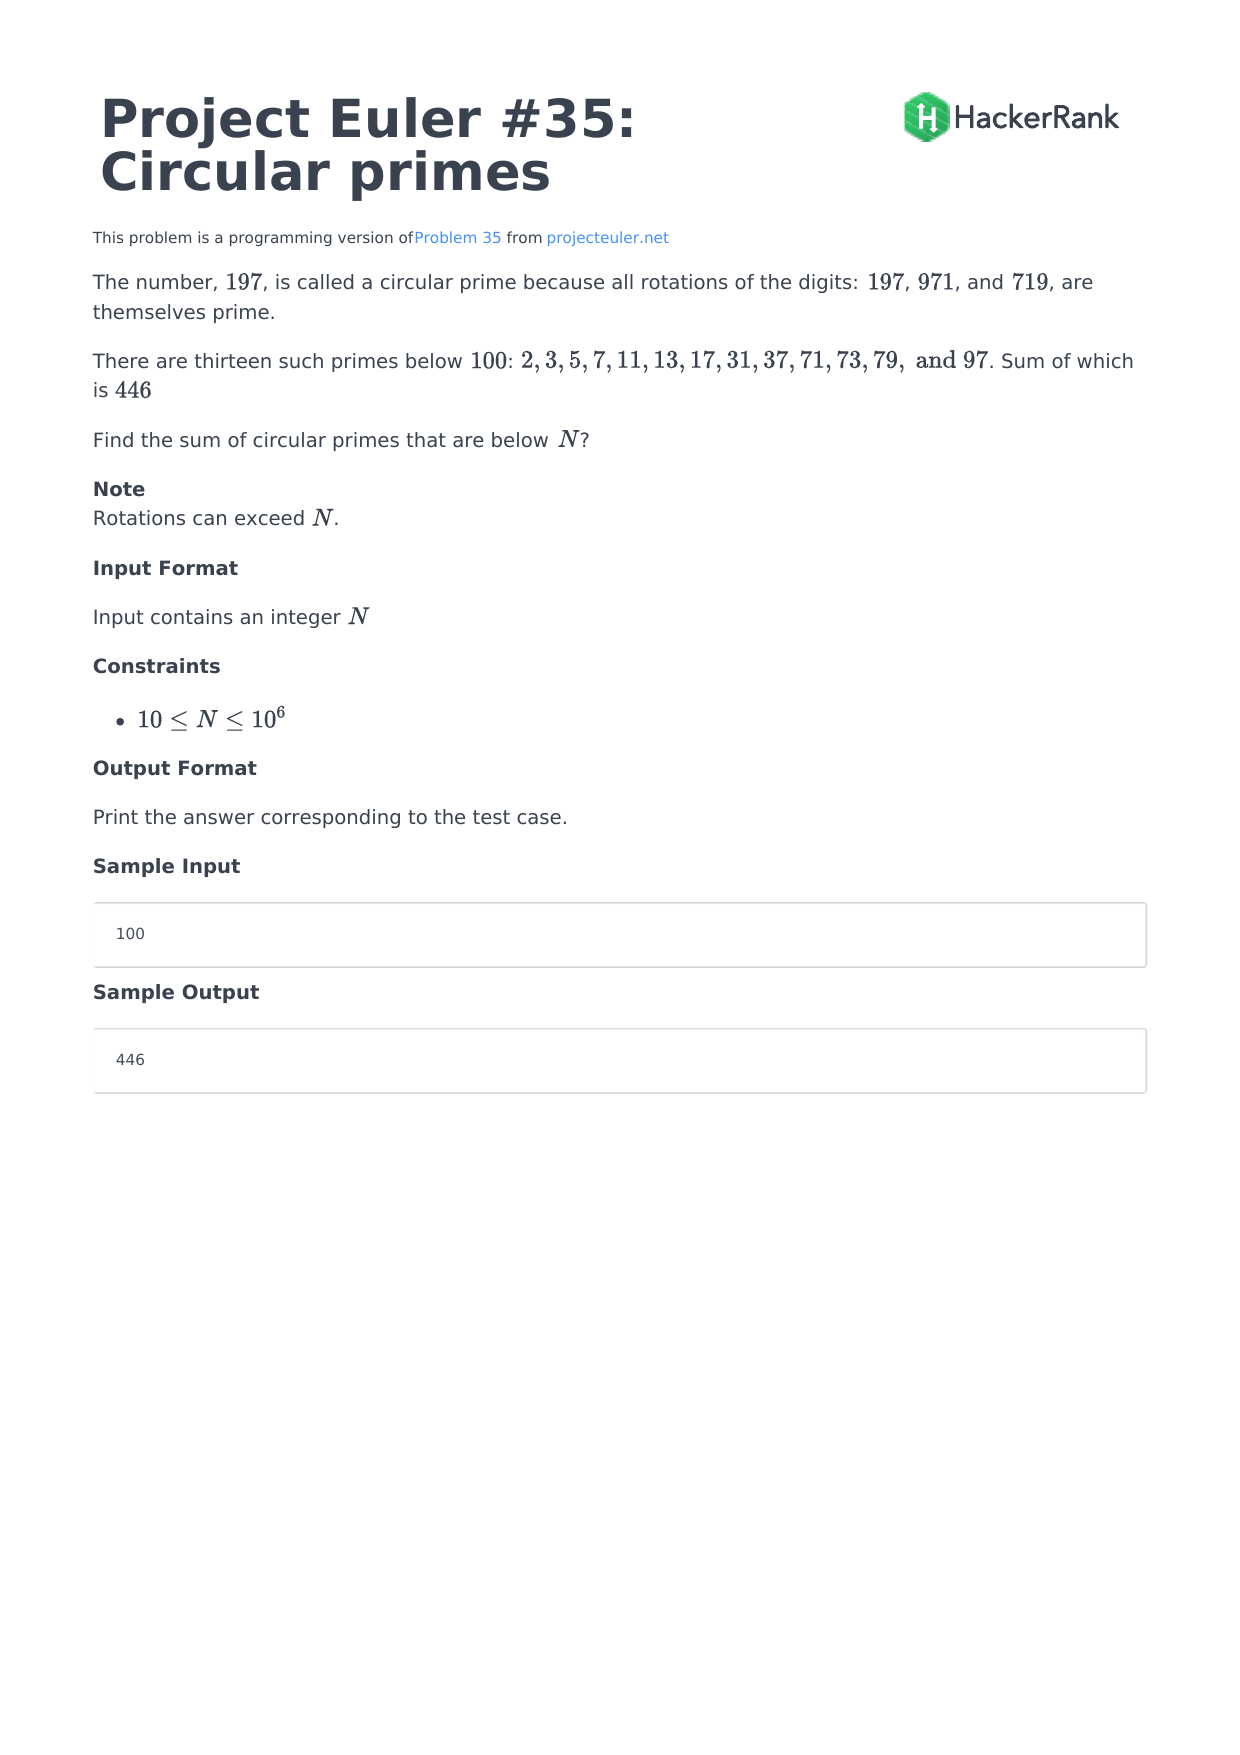 Project Euler #35:
Circular primes
HackerRank
This problem is a programming version ofProblem 35 from projecteuler.net
The number, 197, is called a circular prime because all rotations of the digits: 197, 971, and 719, are
themselves prime.
There are thirteen such primes below 100: 2, 3, 5, 7, 11, 13, 17, 31, 37, 71, 73, 79, and 97. Sum of which
is 446
Find the sum of circular primes that are below N?
Note
Rotations can exceed N.
Input Format
Input contains an integer N
Constraints
• 10 ≤ N ≤ 10⁶
Output Format
Print the answer corresponding to the test case.
Sample Input
100
Sample Output
446